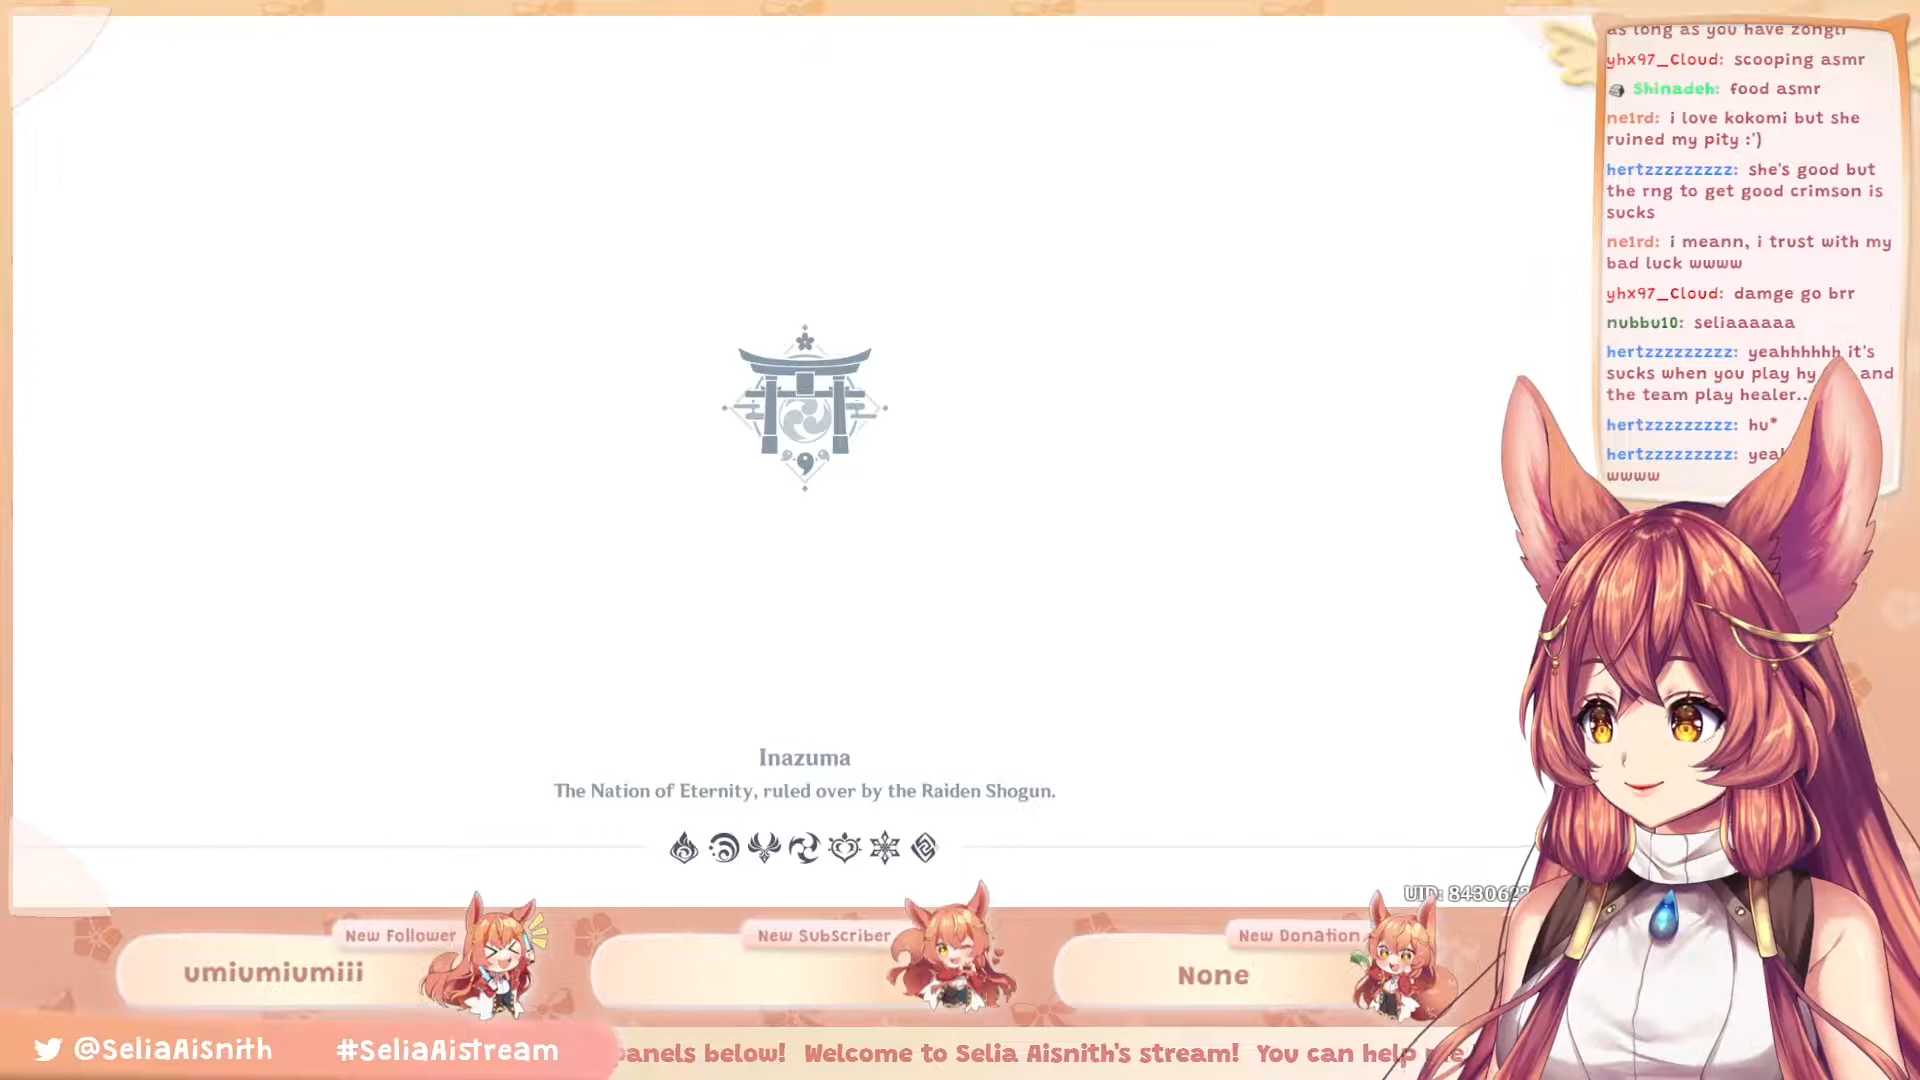 as long as you have zongli
yhx97_Cloud: scooping asmr
Shinadeh: food asmr
ne1rd: i love kokomi but she
ruined my pity :')
hertzzzzzzzzz: she's good but
the rng to get good crimson is
sucks
ne1rd: i meann, i trust with my
bad luck wwww
yhx97_Cloud: damge go brr
nubbu10: seliaaaaaa
hertzzzzzzzzz: yeahhhhhh it's
sucks when you play hy and
the team play healer..
hertzzzzzzzzz: hu*
hertzzzzzzzzz:
wwww
Inazuma
The Nation of Eternity, ruled over by the Raiden Shogun.
UID: 843062
New Follower
umiumiumiii
New Subscriber
New Donation
None
@SeliaAisnith
#SeliaAistream
panels below! Welcome to Selia Aisnith's stream! You can help